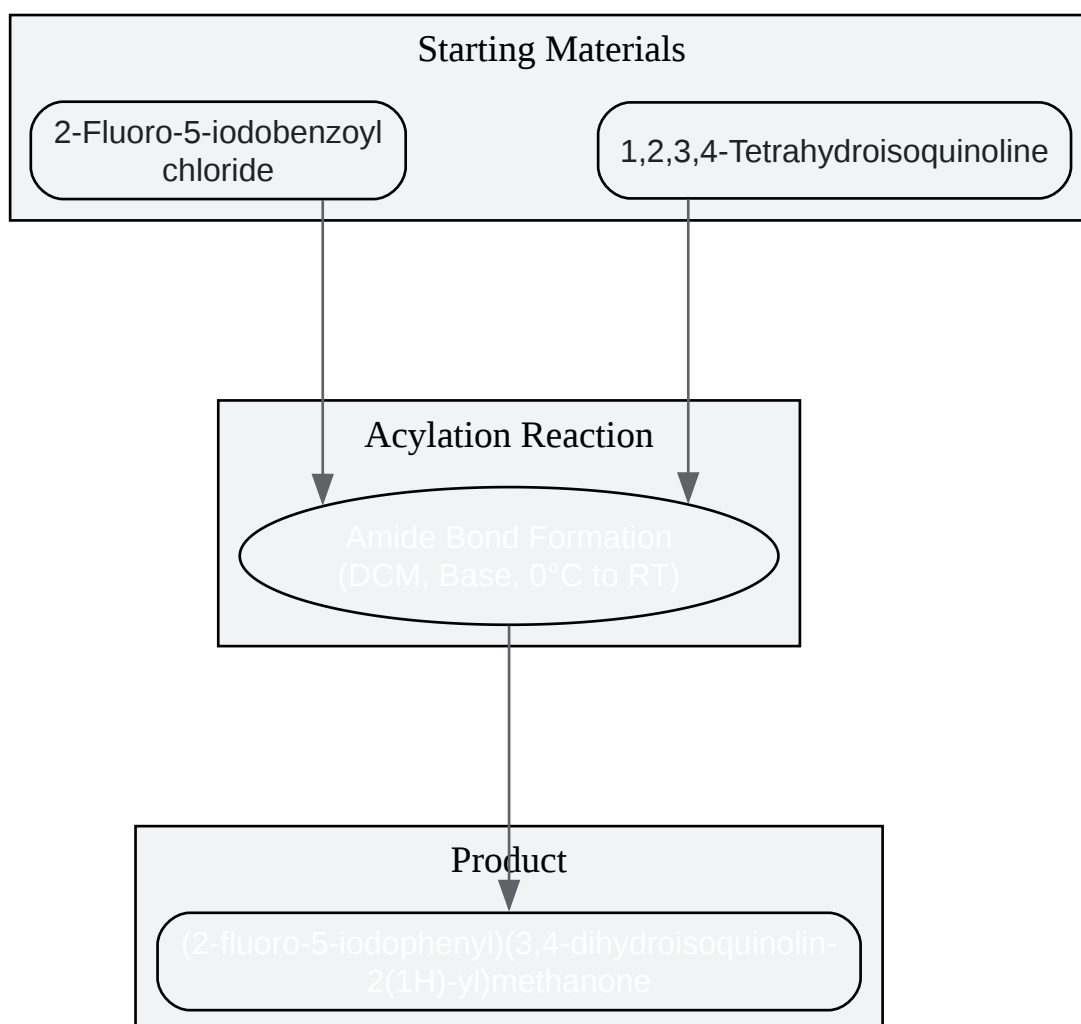 Starting Materials
2-Fluoro-5-iodobenzoyl
chloride
1,2,3,4-Tetrahydroisoquinoline
Acylation Reaction
Amide Bond Formation
(DCM, Base, 0°C to RT)
Product
(2-fluoro-5-iodophenyl)(3,4-dihydroisoquinolin-
2(1H)-yl)methanone